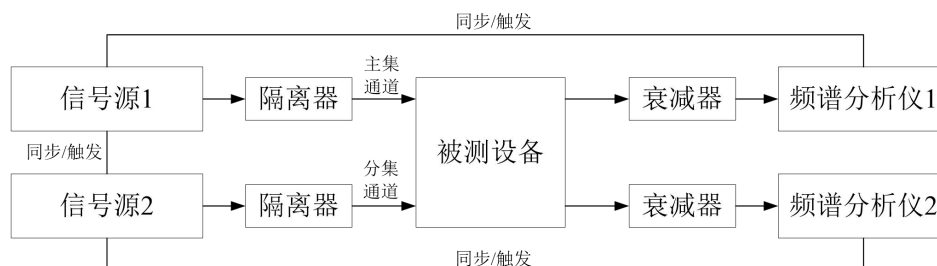 同步/触发
信号源1
隔离器
主集
通道
被测设备
衰减器
频谱分析仪1
同步/触发
信号源2
隔离器
分集
通道
衰减器
频谱分析仪2
同步/触发